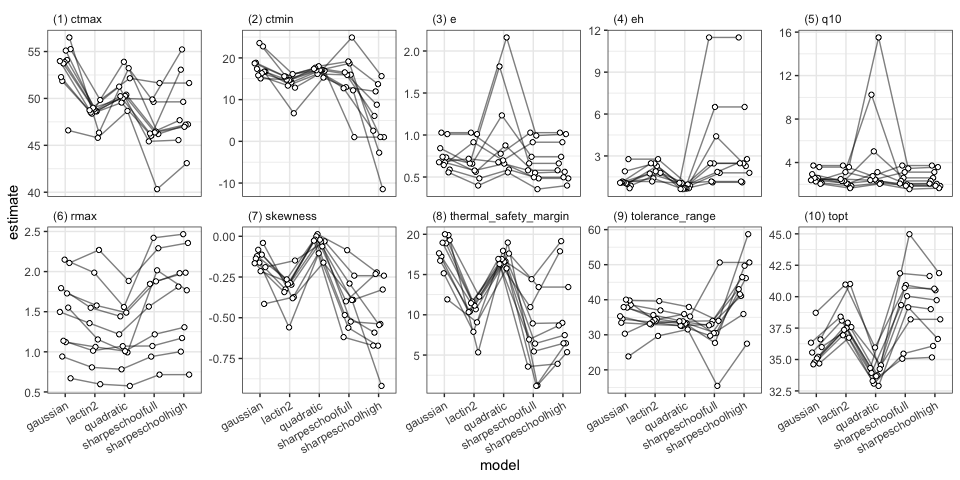 (1) ctmax
(2) ctmin
(3) e
(4) eh
(5) q10
55
50
45
40
20
10
0
-10
2.0
1.5
1.0
0.5
12
9
6
3
16
12
8
4
estimate
(6) rmax
(7) skewness
(8) thermal_safety_margin
(9) tolerance_range
(10) topt
2.5
2.0
1.5
1.0
0.5
0.00
-0.25
-0.50
-0.75
20
15
10
5
60
50
40
30
20
45.0
42.5
40.0
37.5
35.0
32.5
gaussian
lactin2
quadratic
sharpeschoolfull
sharpeschoolhigh
gaussian
lactin2
quadratic
sharpeschoolfull
sharpeschoolhigh
gaussian
lactin2
quadratic
sharpeschoolfull
sharpeschoolhigh
gaussian
lactin2
quadratic
sharpeschoolfull
sharpeschoolhigh
gaussian
lactin2
quadratic
sharpeschoolfull
sharpeschoolhigh
model